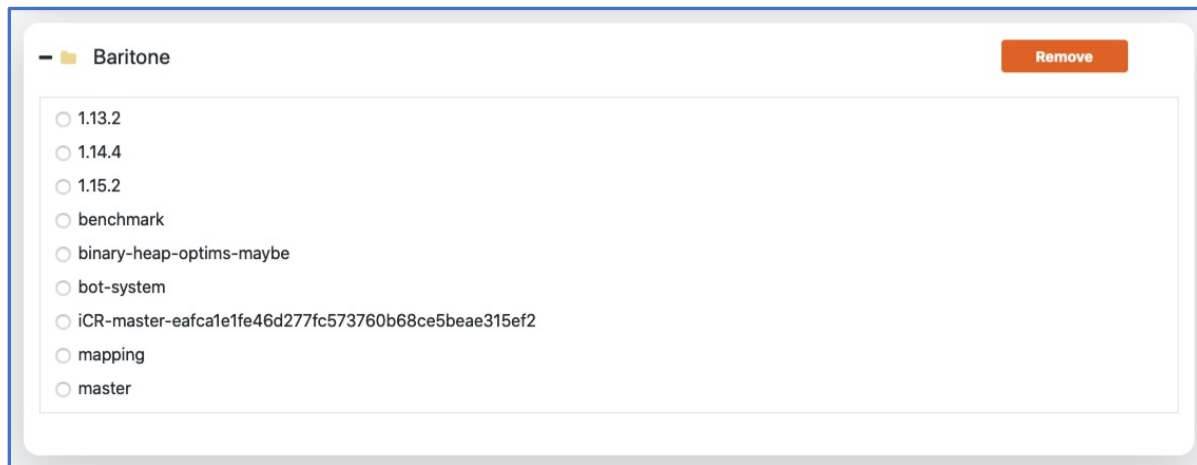 Baritone
Remove
1.13.2
1.14.4
1.15.2
benchmark
binary-heap-optims-maybe
bot-system
iCR-master-eafca1e1fe46d277fc573760b68ce5beae315ef2
mapping
master